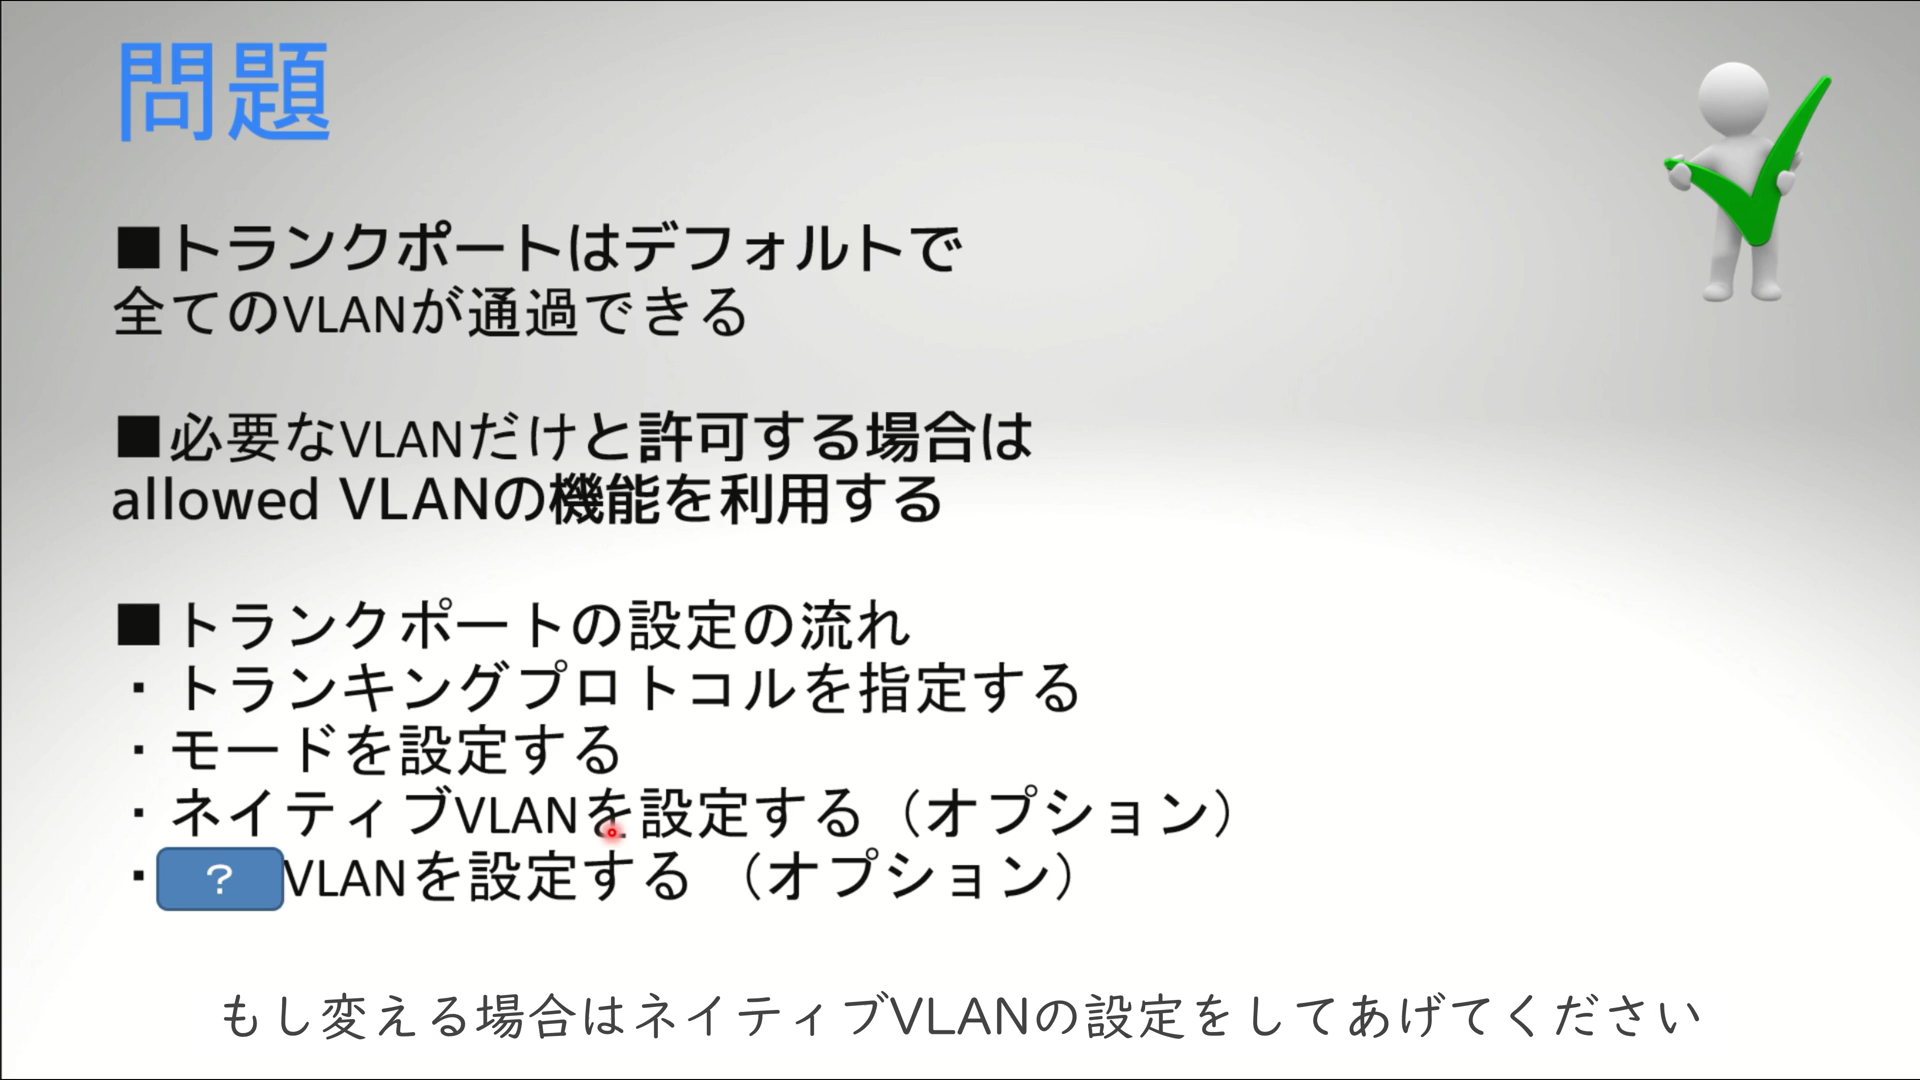 問題
■トランクポートはデフォルトで
全てのVLANが通過できる
■必要なVLANだけと許可する場合は
allowed VLANの機能を利用する
■トランクポートの設定の流れ
・トランキングプロトコルを指定する
・モードを設定する
・ネイティブVLANを設定する（オプション）
・？VLANを設定する （オプション）
もし変える場合はネイティブVLANの設定をしてあげてください